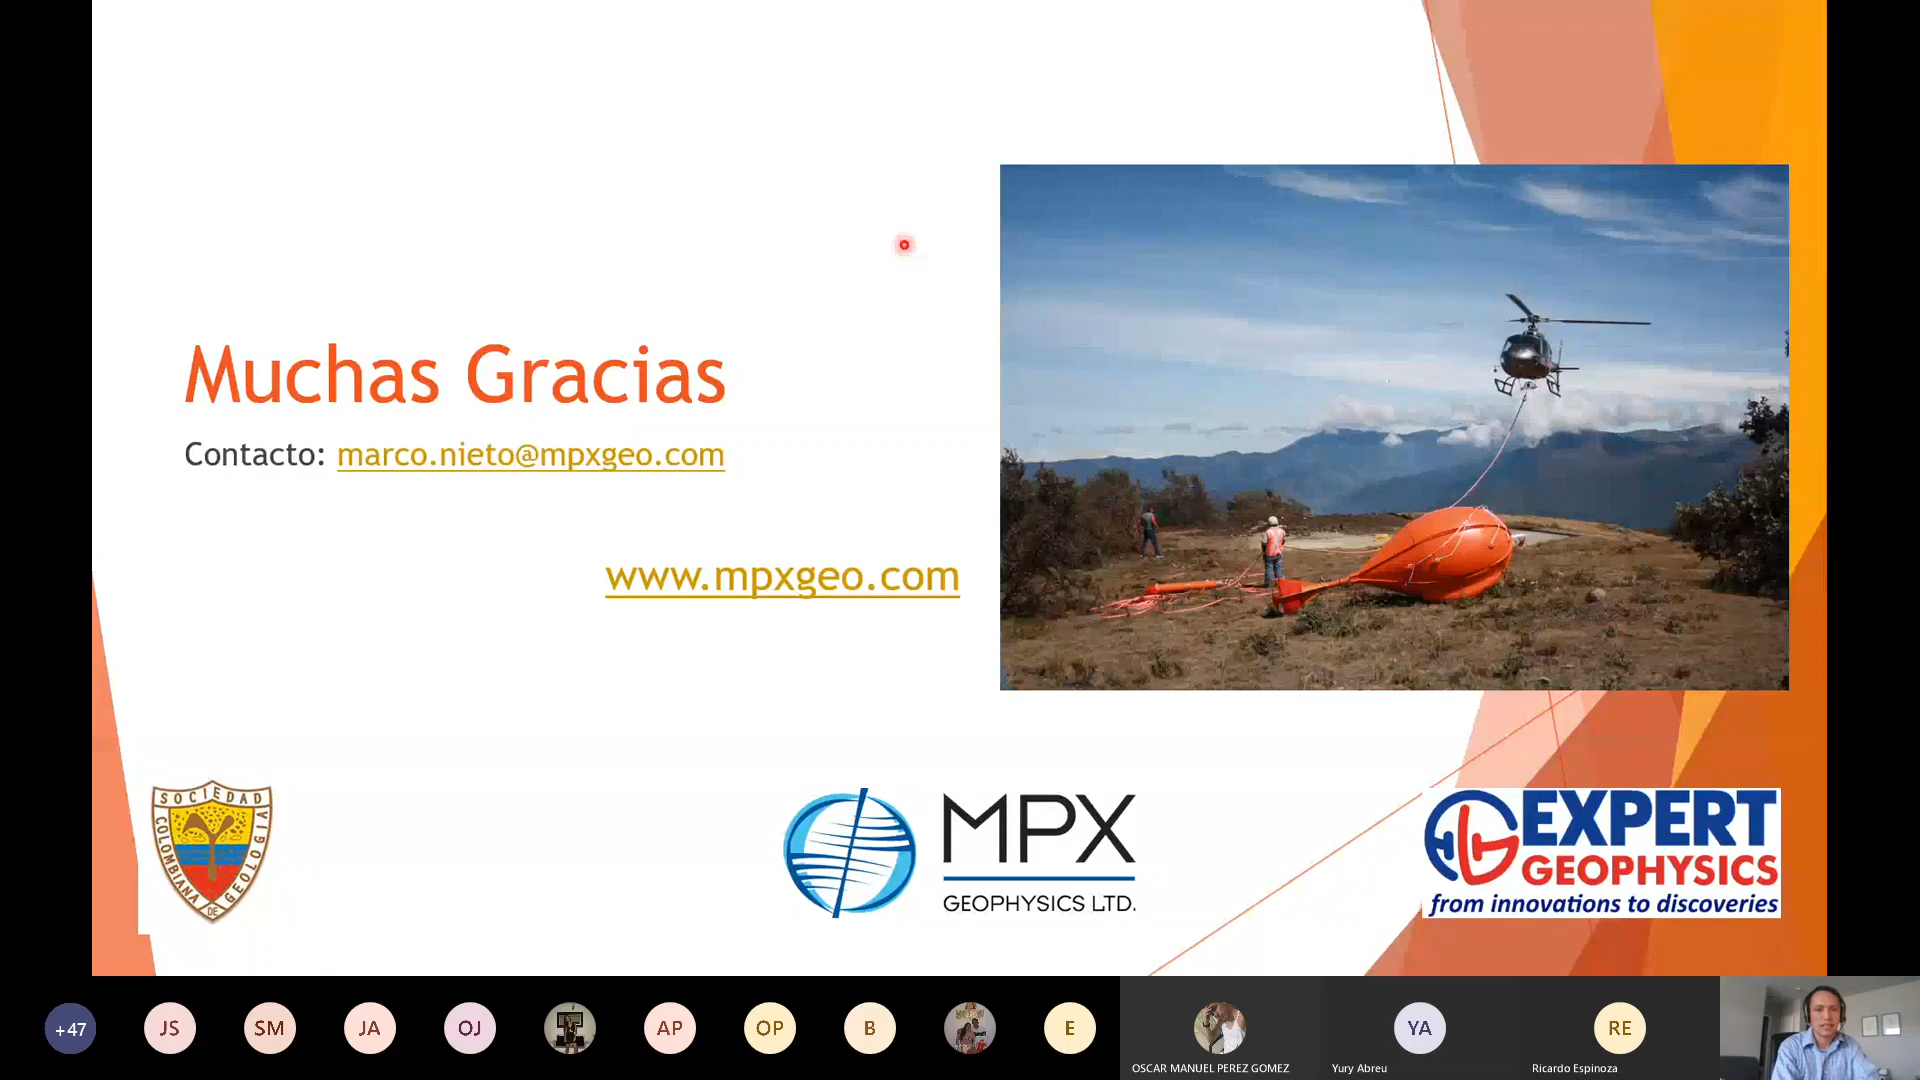 Muchas Gracias
Contacto: marco.nieto@mpxgeo.com
www.mpxgeo.com
SOCIEDAD
COLOMBIANA
DE
GEOLOGIA
MPX
GEOPHYSICS LTD.
EXPERT
GEOPHYSICS
from innovations to discoveries
+47
JS
SM
JA
OJ
AP
OP
B
E
YA
RE
OSCAR MANUEL PEREZ GOMEZ
Yury Abreu
Ricardo Espinoza